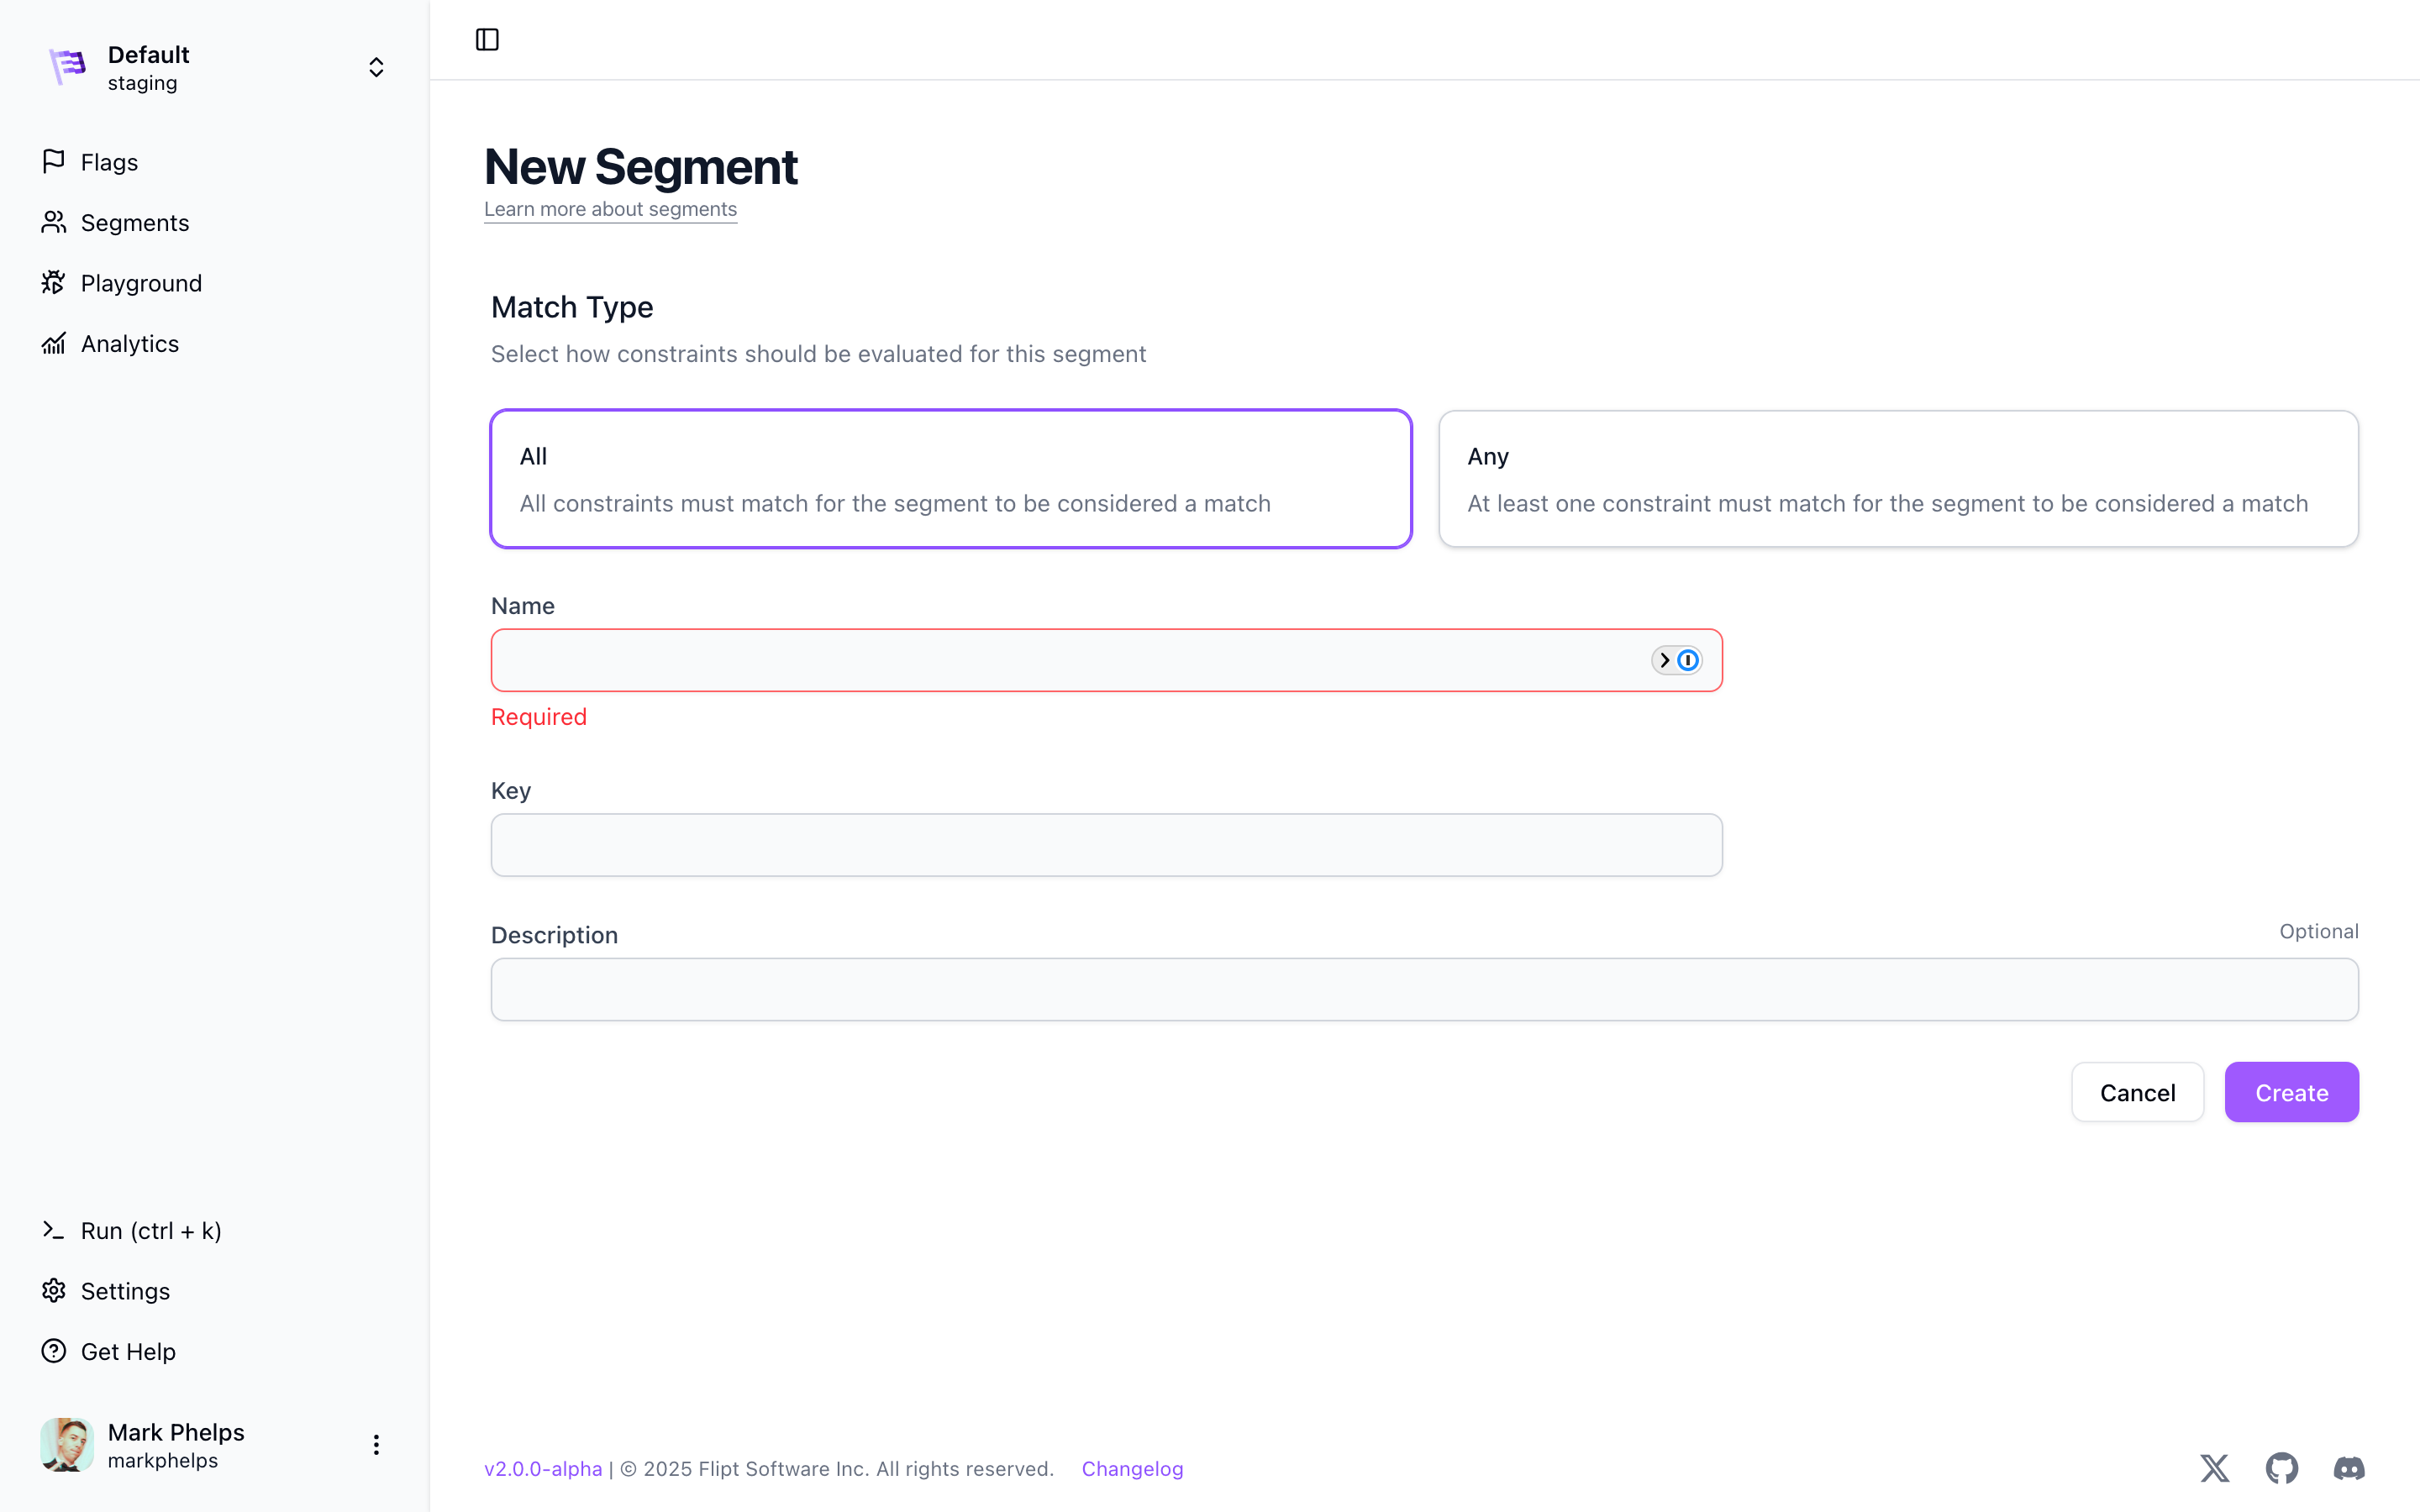 Default
staging
Flags
Segments
Playground
Analytics
New Segment
Learn more about segments
Match Type
Select how constraints should be evaluated for this segment
All
All constraints must match for the segment to be considered a match
Any
At least one constraint must match for the segment to be considered a match
Name
Required
Key
Description
Optional
Cancel
Create
Run (ctrl + k)
Settings
Get Help
Mark Phelps
markphelps
v2.0.0-alpha | © 2025 Flipt Software Inc. All rights reserved. Changelog